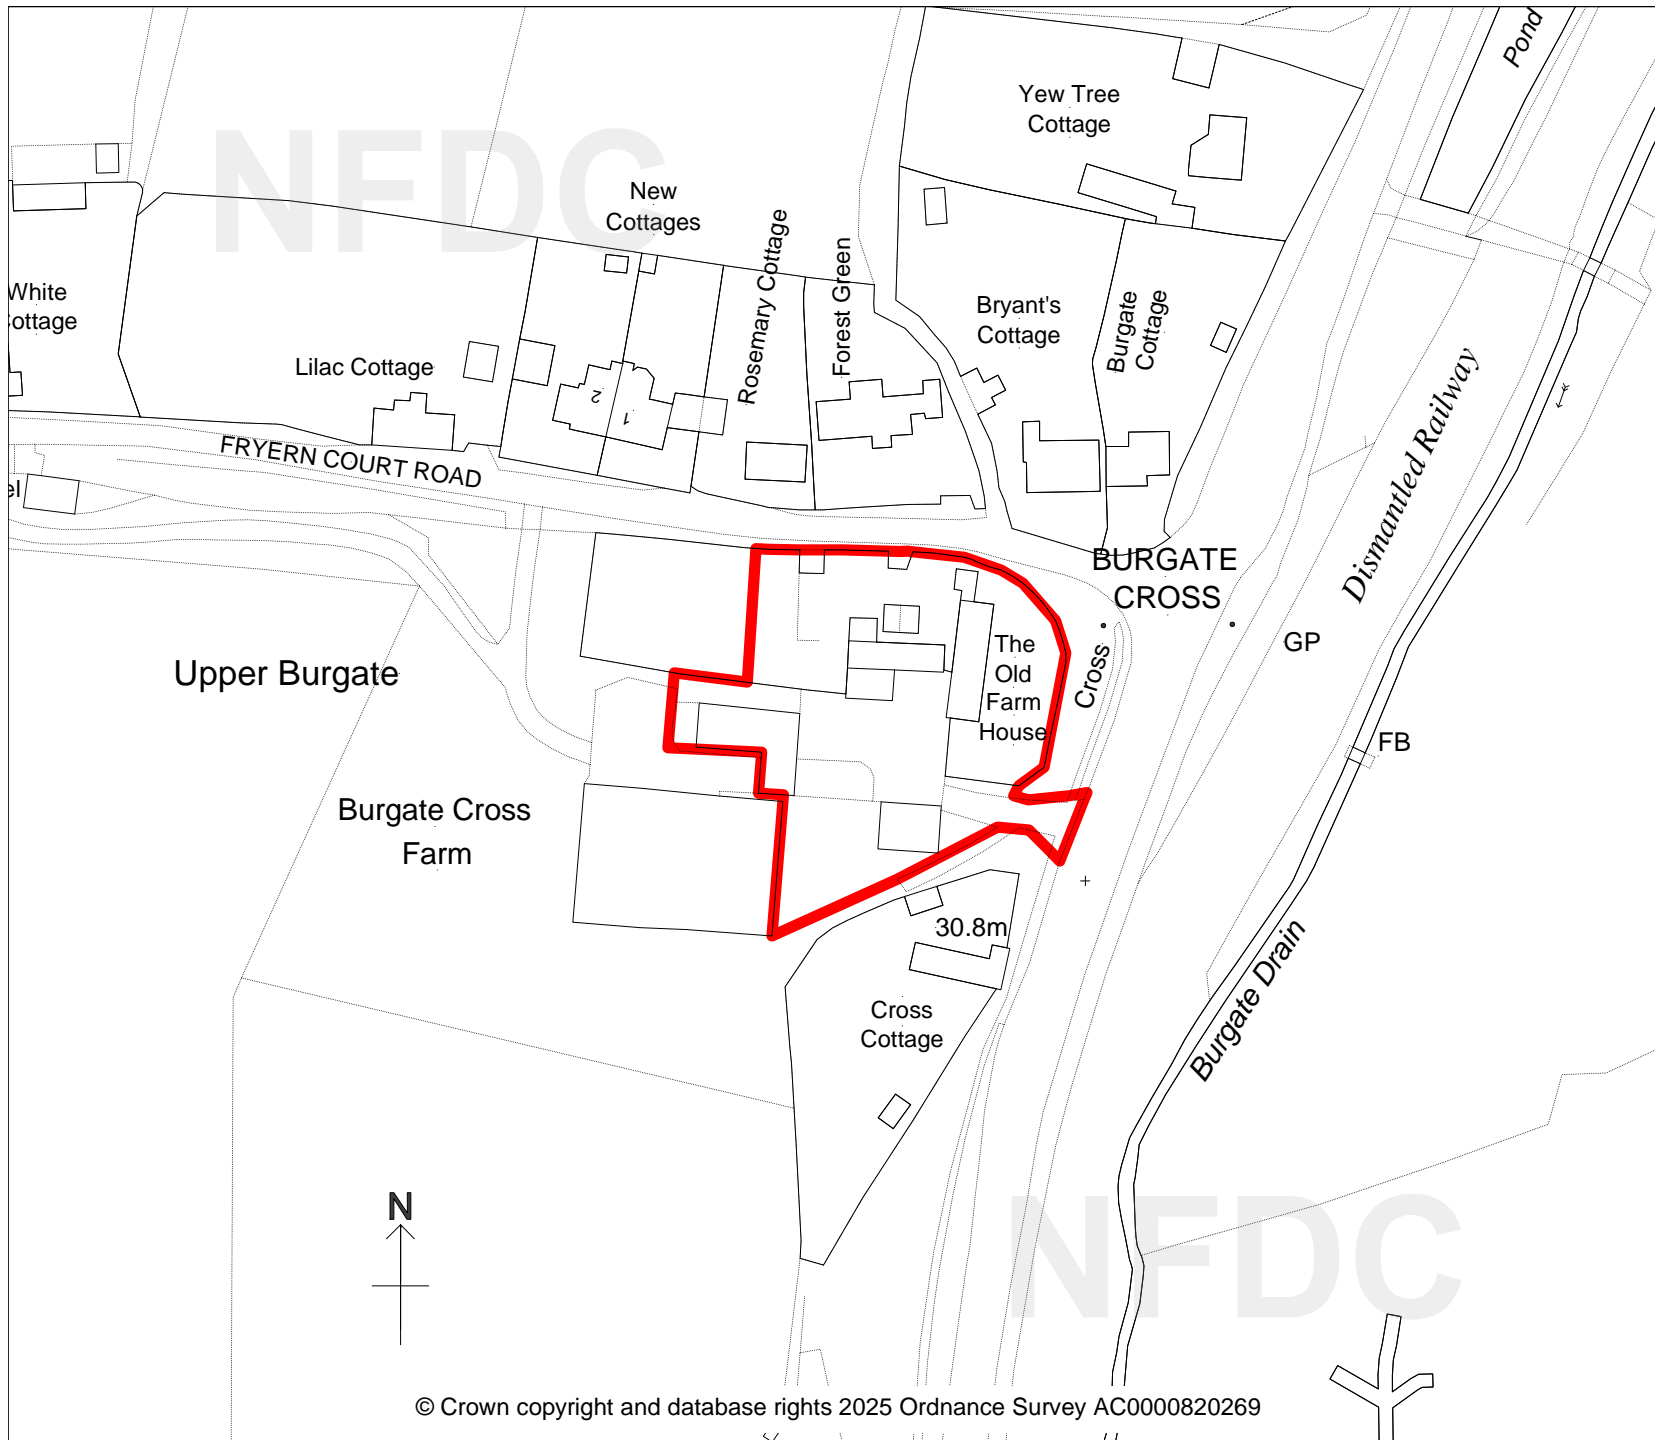 Pond
Yew Tree
Cottage
NFDC
New
Cottages
Rosemary Cottage
Forest Green
Bryant's
Cottage
Burgate
Cottage
White
Lilac Cottage
2
1
Dismantled Railway
FRYERN COURT ROAD
BURGATE
CROSS
GP
Upper Burgate
The
Old
Farm
House
Cross
FB
Burgate Cross
Farm
30.8m
Cross
Cottage
Burgate Drain
N
NFDC
© Crown copyright and database rights 2025 Ordnance Survey AC0000820269